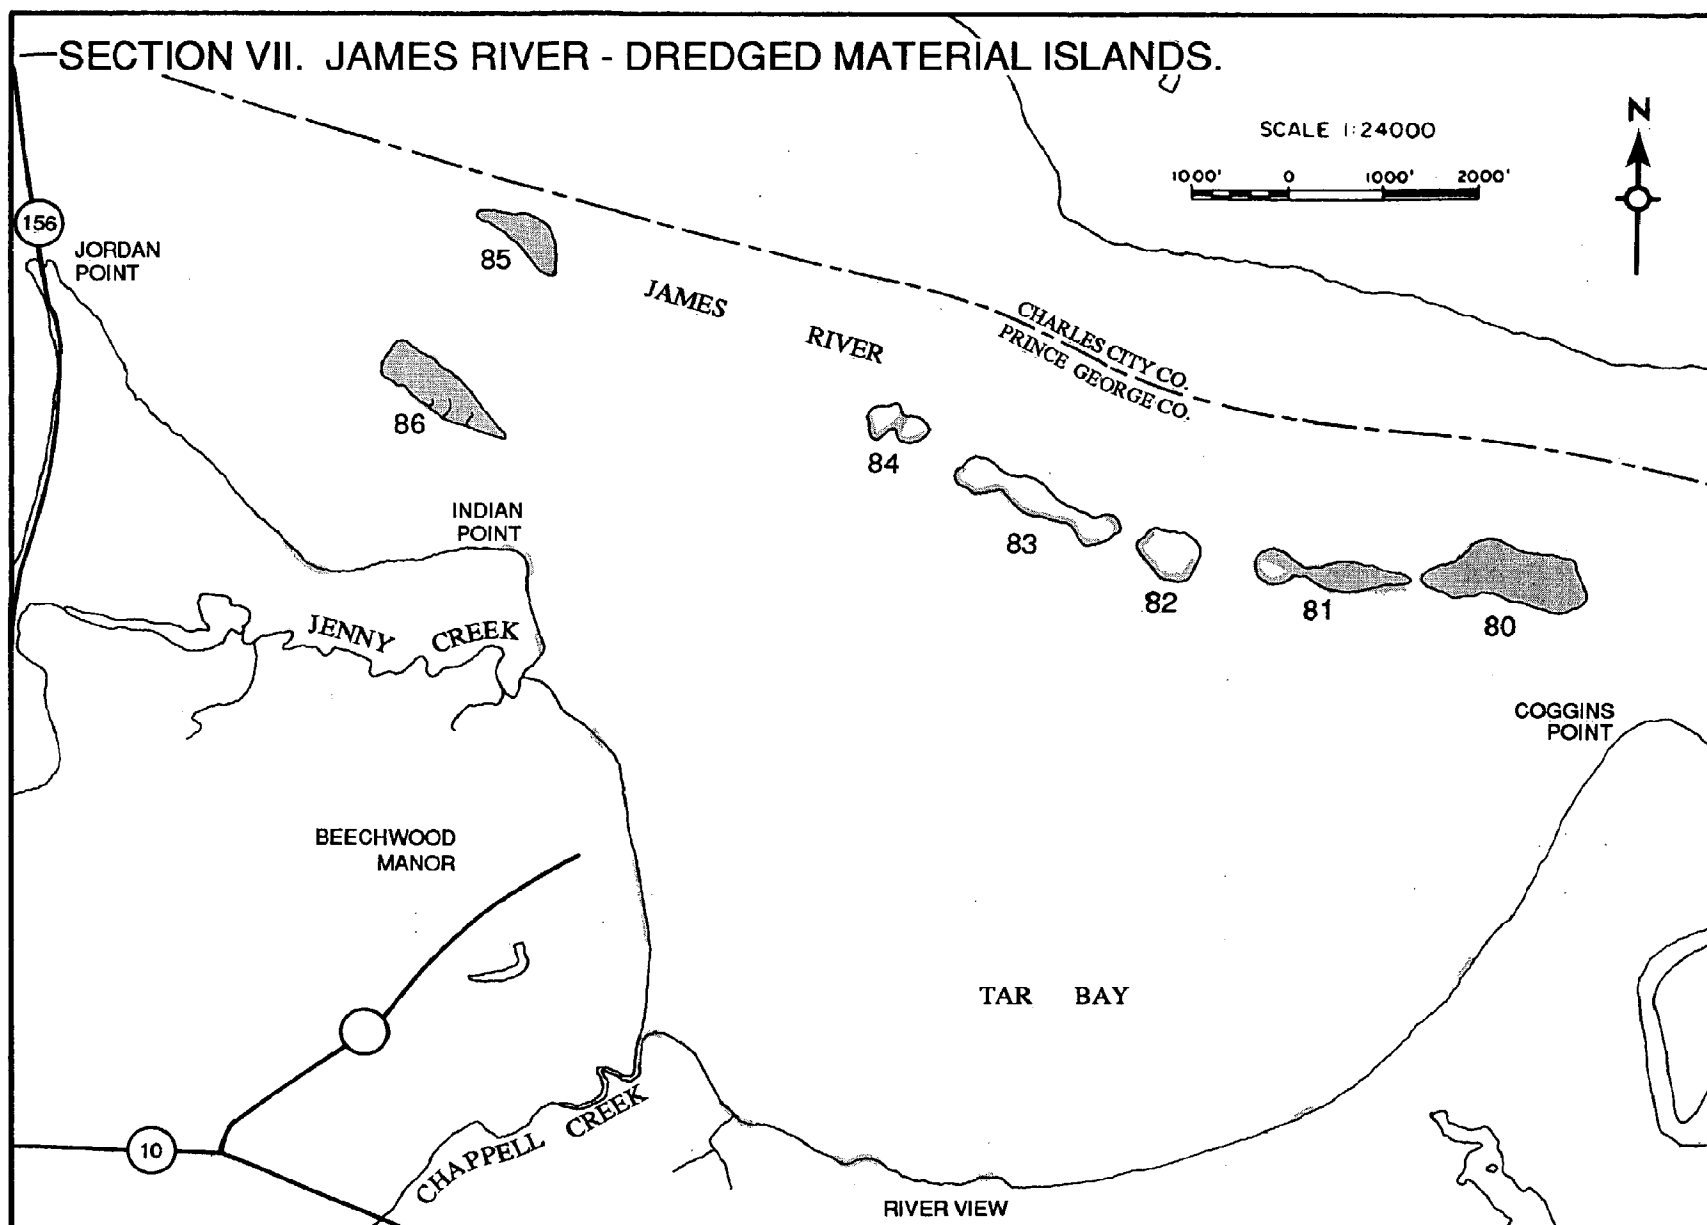 SECTION VII. JAMES RIVER - DREDGED MATERIAL ISLANDS.
N
SCALE 1:24000
1000' 0 1000' 2000'
156
JORDAN
POINT
85
JAMES RIVER
CHARLES CITY CO.
PRINCE GEORGE CO.
86
84
INDIAN
POINT
83
82
81
80
JENNY CREEK
COGGINS
POINT
BEECHWOOD
MANOR
TAR BAY
10
CHAPPELL CREEK
RIVER VIEW